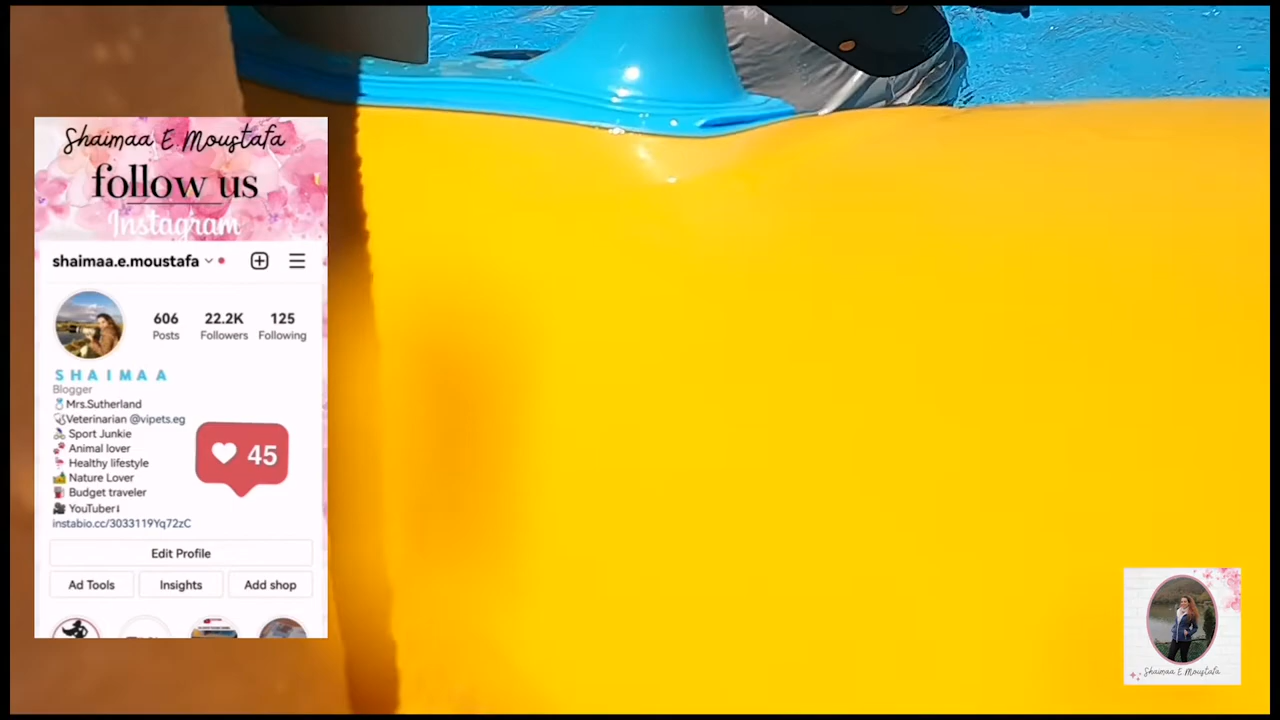 Shaimaa E Moustafa
follow us
Instagram
shaimaa.e.moustafa
606 22.2K 125
Posts Followers Following
SHAIMAA
Blogger
Mrs.Sutherland
Veterinarian @vipets.eg
Sport Junkie
Animal lover
Healthy lifestyle
Nature Lover
Budget traveler
YouTuber
instabio.cc/3033119Yq72zC
45
Edit Profile
Ad Tools Insights Add shop
Shaimaa E Moustafa